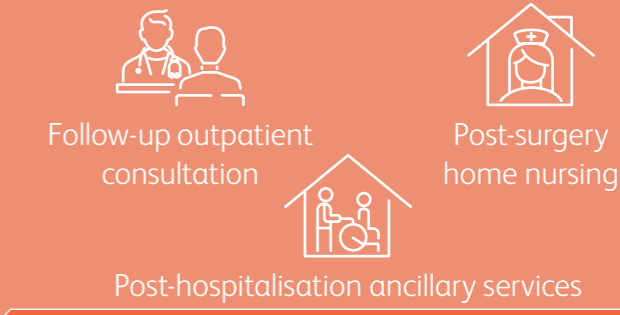 Follow-up outpatient
consultation
Post-surgery
home nursing
Post-hospitalisation ancillary services